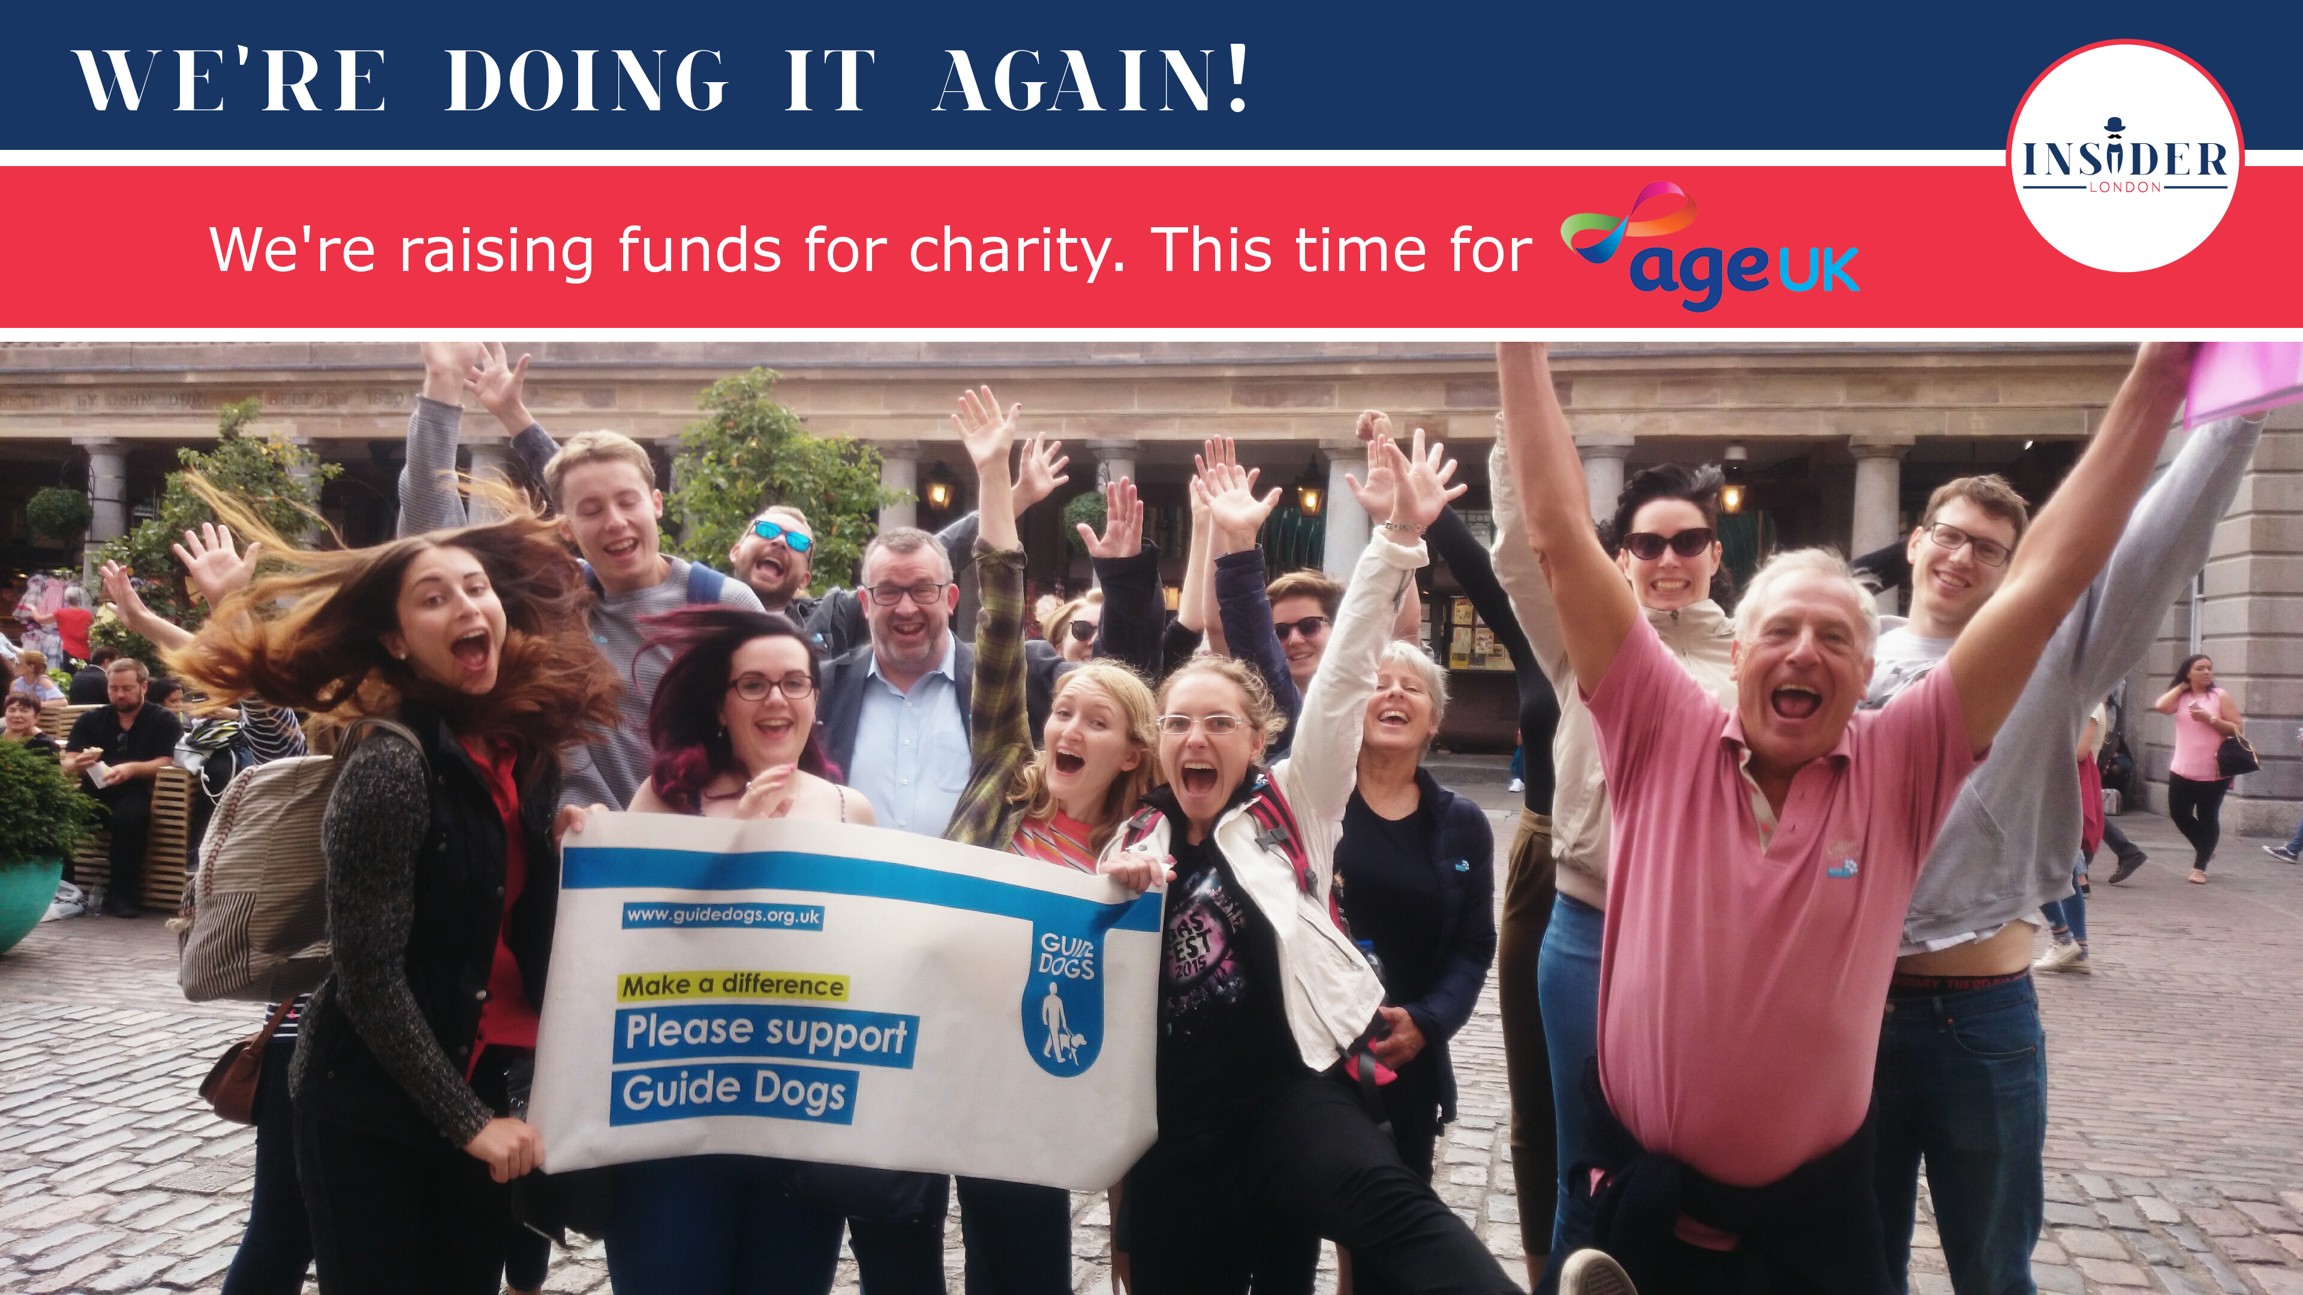 WE'RE DOING IT AGAIN!
INSIDER
LONDON
We're raising funds for charity. This time for
age UK
www.guidedogs.org.uk
GUIDE
DOGS
Make a difference
Please support
Guide Dogs
2015